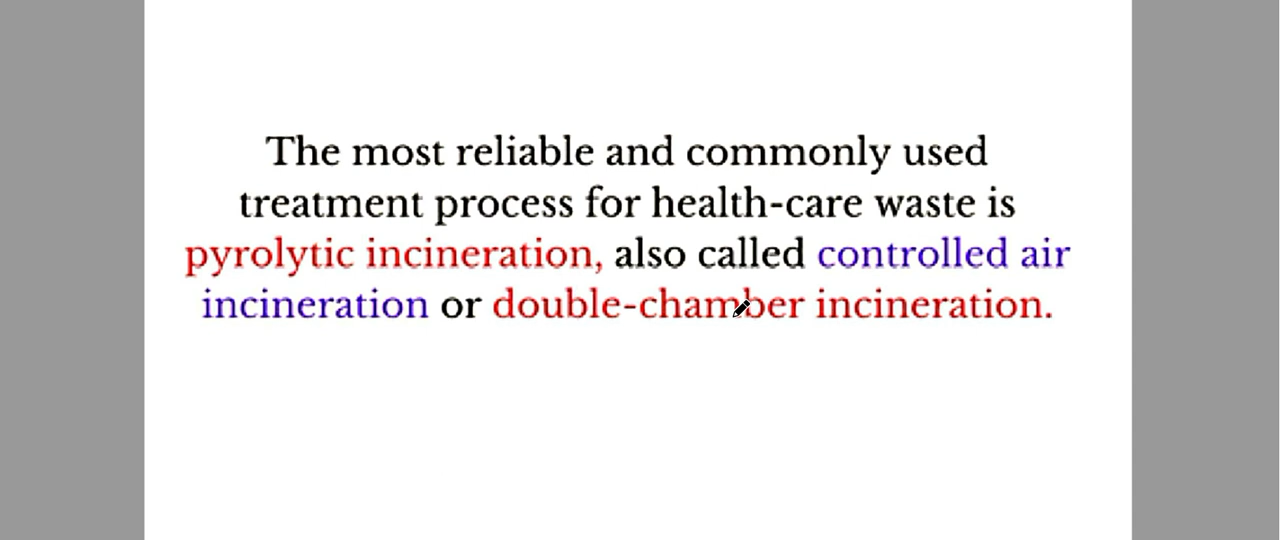 The most reliable and commonly used
treatment process for health-care waste is
pyrolytic incineration, also called controlled air
incineration or double-chamber incineration.